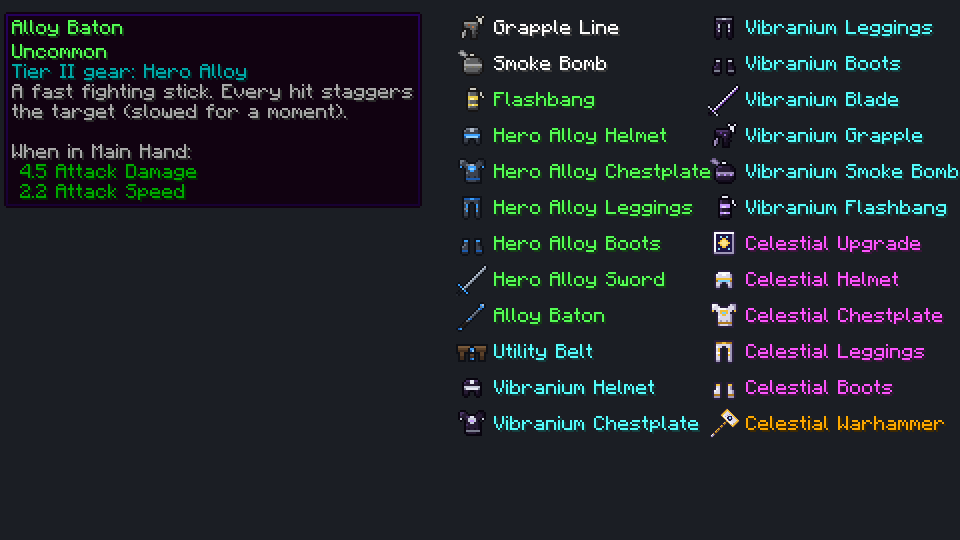 Alloy Baton
Uncommon
Tier II gear: Hero Alloy
A fast fighting stick. Every hit staggers
the target (slowed for a moment).
When in Main Hand:
4.5 Attack Damage
2.2 Attack Speed
Grapple Line
Smoke Bomb
Flashbang
Hero Alloy Helmet
Hero Alloy Chestplate
Hero Alloy Leggings
Hero Alloy Boots
Hero Alloy Sword
Alloy Baton
Utility Belt
Vibranium Helmet
Vibranium Chestplate
Vibranium Leggings
Vibranium Boots
Vibranium Blade
Vibranium Grapple
Vibranium Smoke Bomb
Vibranium Flashbang
Celestial Upgrade
Celestial Helmet
Celestial Chestplate
Celestial Leggings
Celestial Boots
Celestial Warhammer